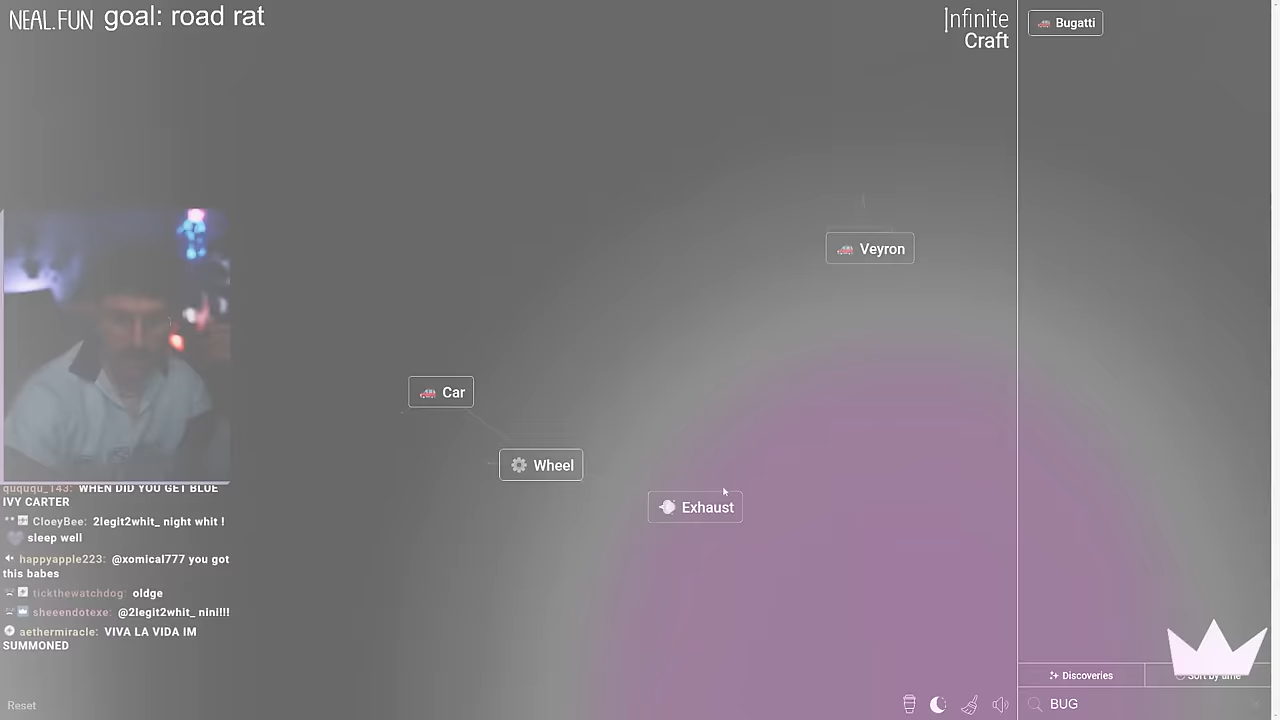 NEAL.FUN goal: road rat
Infinite
Craft
Bugatti
Veyron
Car
Wheel
Exhaust
quququ_143: WHEN DID YOU GET BLUE
IVY CARTER
CloeyBee: 2legit2whit_ night whit !
sleep well
happyapple223: @xomical777 you got
this babes
tickthewatchdog: oldge
sheeendotexe: @2legit2whit_ nini!!!
aethermiracle: VIVA LA VIDA IM
SUMMONED
Discoveries
Sort by time
Reset
BUG